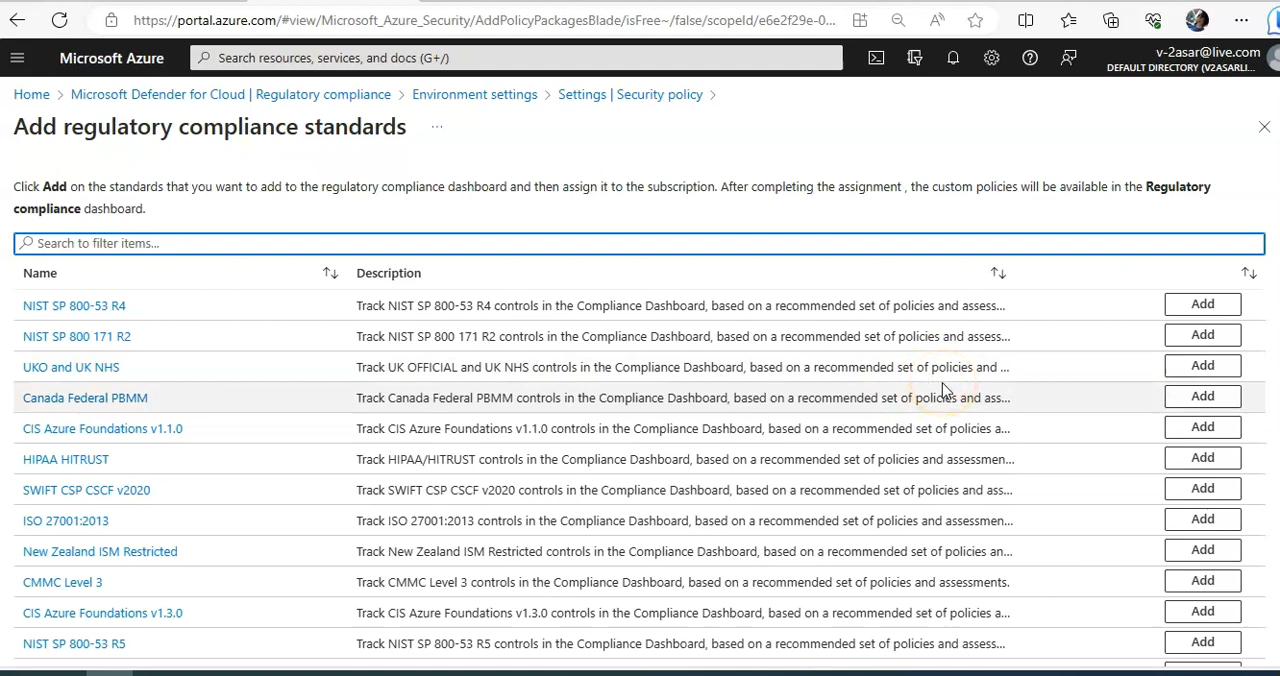 https://portal.azure.com/#view/Microsoft_Azure_Security/AddPolicyPackagesBlade/isFree~/false/scopeId/e6e2f29e-0...
Microsoft Azure
Search resources, services, and docs (G+/)
v-2asar@live.com
DEFAULT DIRECTORY (V2ASARLI...
Home > Microsoft Defender for Cloud | Regulatory compliance > Environment settings > Settings | Security policy >
Add regulatory compliance standards ...
Click Add on the standards that you want to add to the regulatory compliance dashboard and then assign it to the subscription. After completing the assignment , the custom policies will be available in the Regulatory
compliance dashboard.
Search to filter items...
Name Description
NIST SP 800-53 R4 Track NIST SP 800-53 R4 controls in the Compliance Dashboard, based on a recommended set of policies and assess... Add
NIST SP 800 171 R2 Track NIST SP 800 171 R2 controls in the Compliance Dashboard, based on a recommended set of policies and assess... Add
UKO and UK NHS Track UK OFFICIAL and UK NHS controls in the Compliance Dashboard, based on a recommended set of policies and ... Add
Canada Federal PBMM Track Canada Federal PBMM controls in the Compliance Dashboard, based on a recommended set of policies and ass... Add
CIS Azure Foundations v1.1.0 Track CIS Azure Foundations v1.1.0 controls in the Compliance Dashboard, based on a recommended set of policies a... Add
HIPAA HITRUST Track HIPAA/HITRUST controls in the Compliance Dashboard, based on a recommended set of policies and assessmen... Add
SWIFT CSP CSCF v2020 Track SWIFT CSP CSCF v2020 controls in the Compliance Dashboard, based on a recommended set of policies and ass... Add
ISO 27001:2013 Track ISO 27001:2013 controls in the Compliance Dashboard, based on a recommended set of policies and assessmen... Add
New Zealand ISM Restricted Track New Zealand ISM Restricted controls in the Compliance Dashboard, based on a recommended set of policies an... Add
CMMC Level 3 Track CMMC Level 3 controls in the Compliance Dashboard, based on a recommended set of policies and assessments. Add
CIS Azure Foundations v1.3.0 Track CIS Azure Foundations v1.3.0 controls in the Compliance Dashboard, based on a recommended set of policies a... Add
NIST SP 800-53 R5 Track NIST SP 800-53 R5 controls in the Compliance Dashboard, based on a recommended set of policies and assess... Add